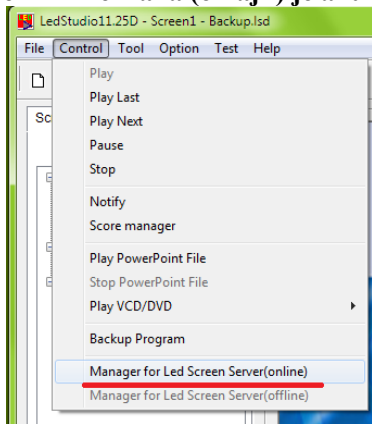 LedStudio11.25D - Screen1 - Backup.lsd
File Control Tool Option Test Help
Play
Sc
Play Last
Play Next
Pause
Stop
Notify
Score manager
Play PowerPoint File
Stop PowerPoint File
Play VCD/DVD
Backup Program
Manager for Led Screen Server(online)
Manager for Led Screen Server(offline)